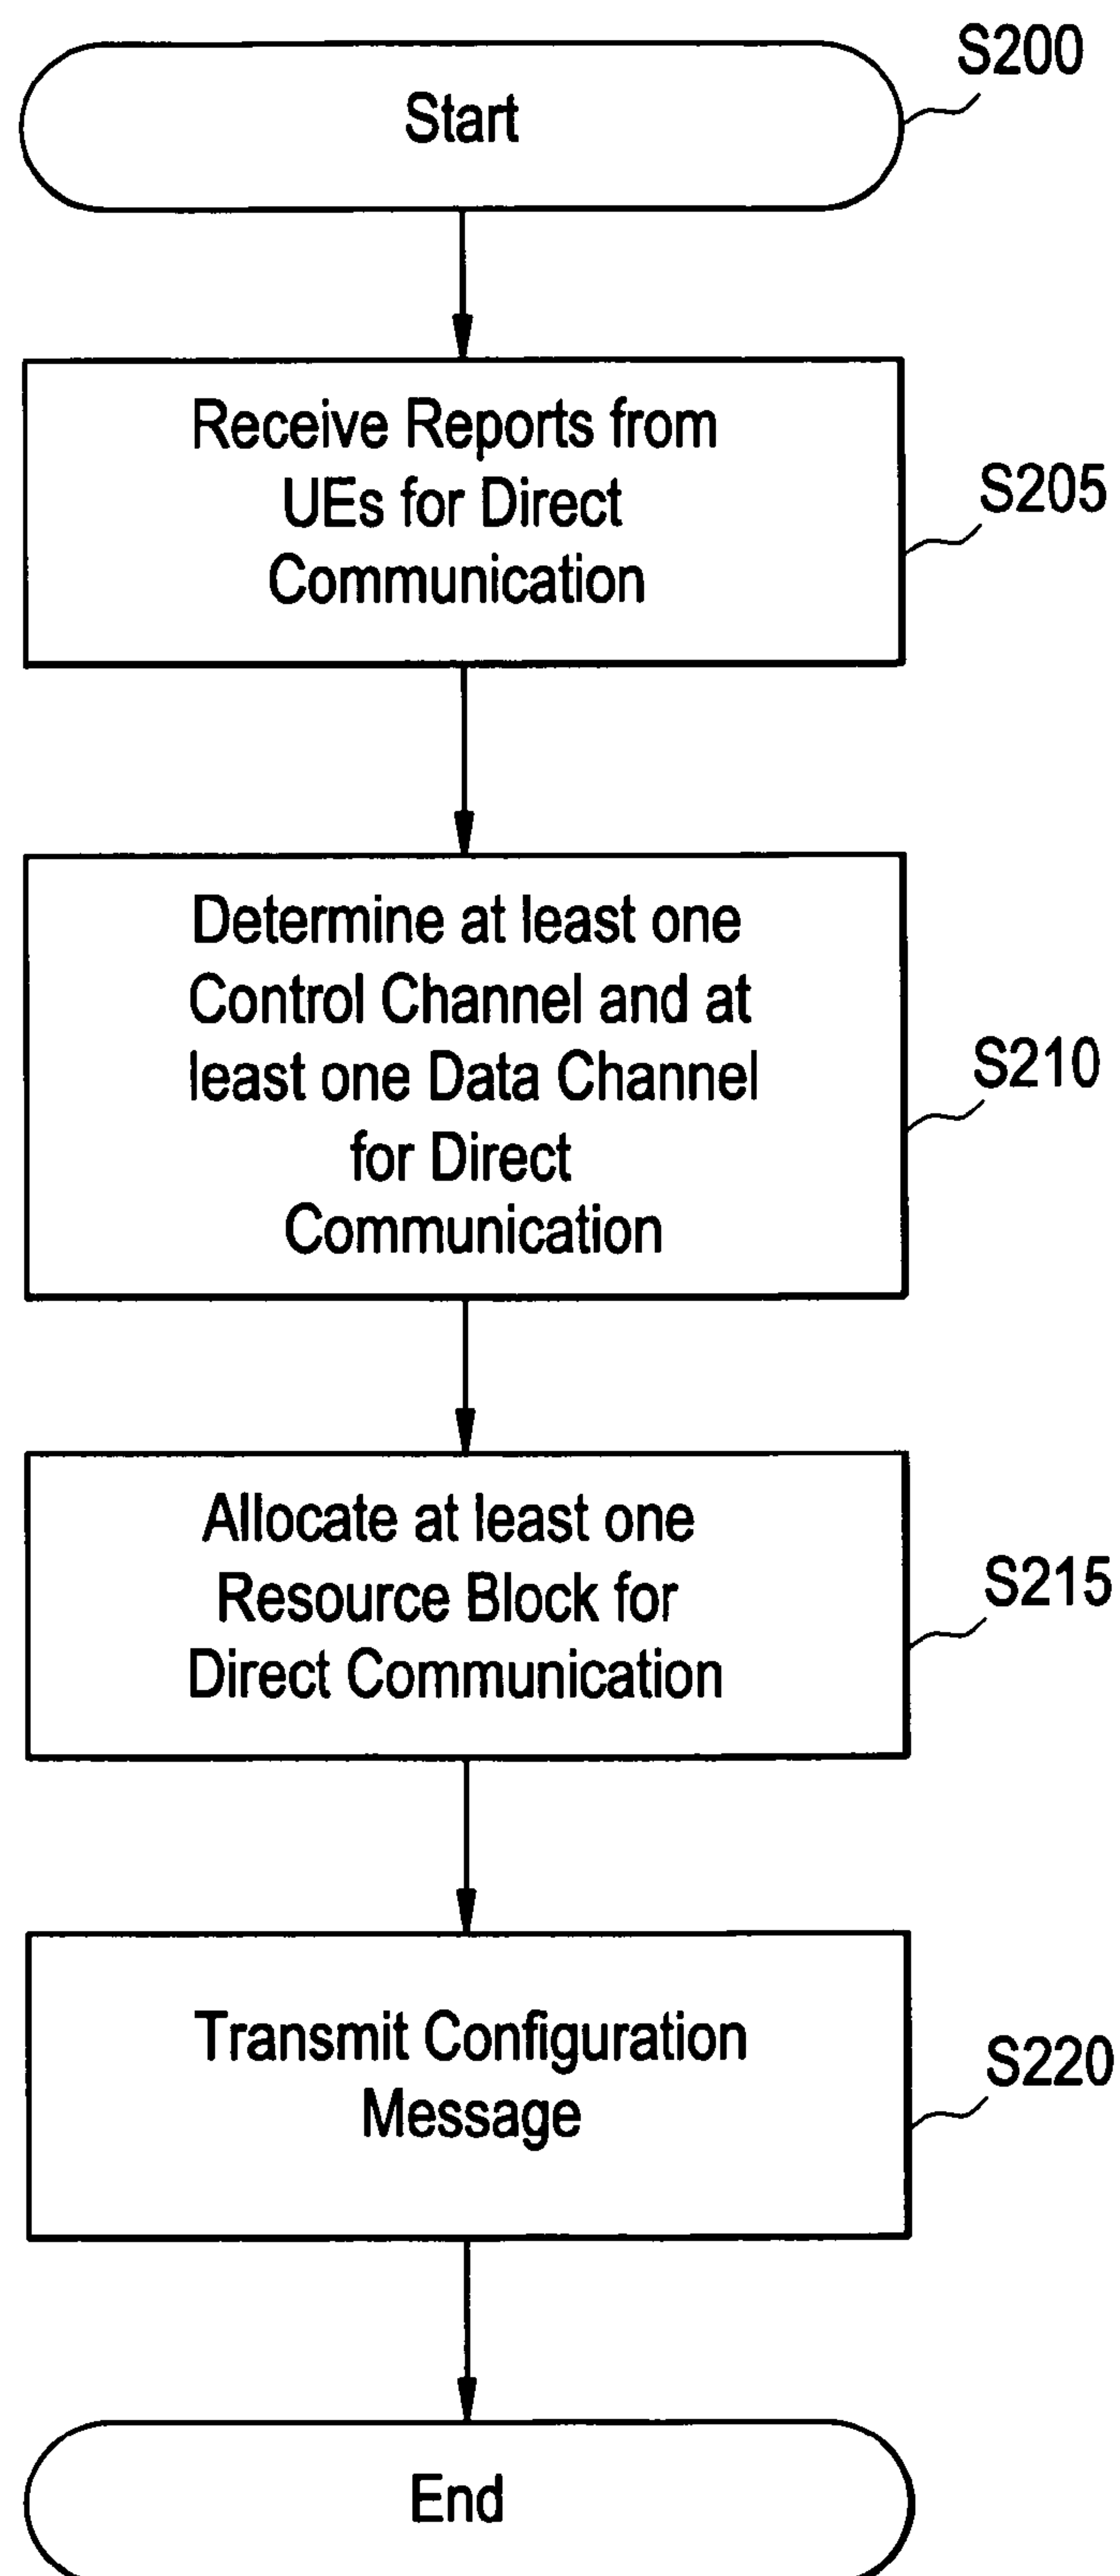 S200
Start
Receive Reports from
UEs for Direct
Communication
S205
Determine at least one
Control Channel and at
least one Data Channel
for Direct
Communication
S210
Allocate at least one
Resource Block for
Direct Communication
S215
Transmit Configuration
Message
S220
End